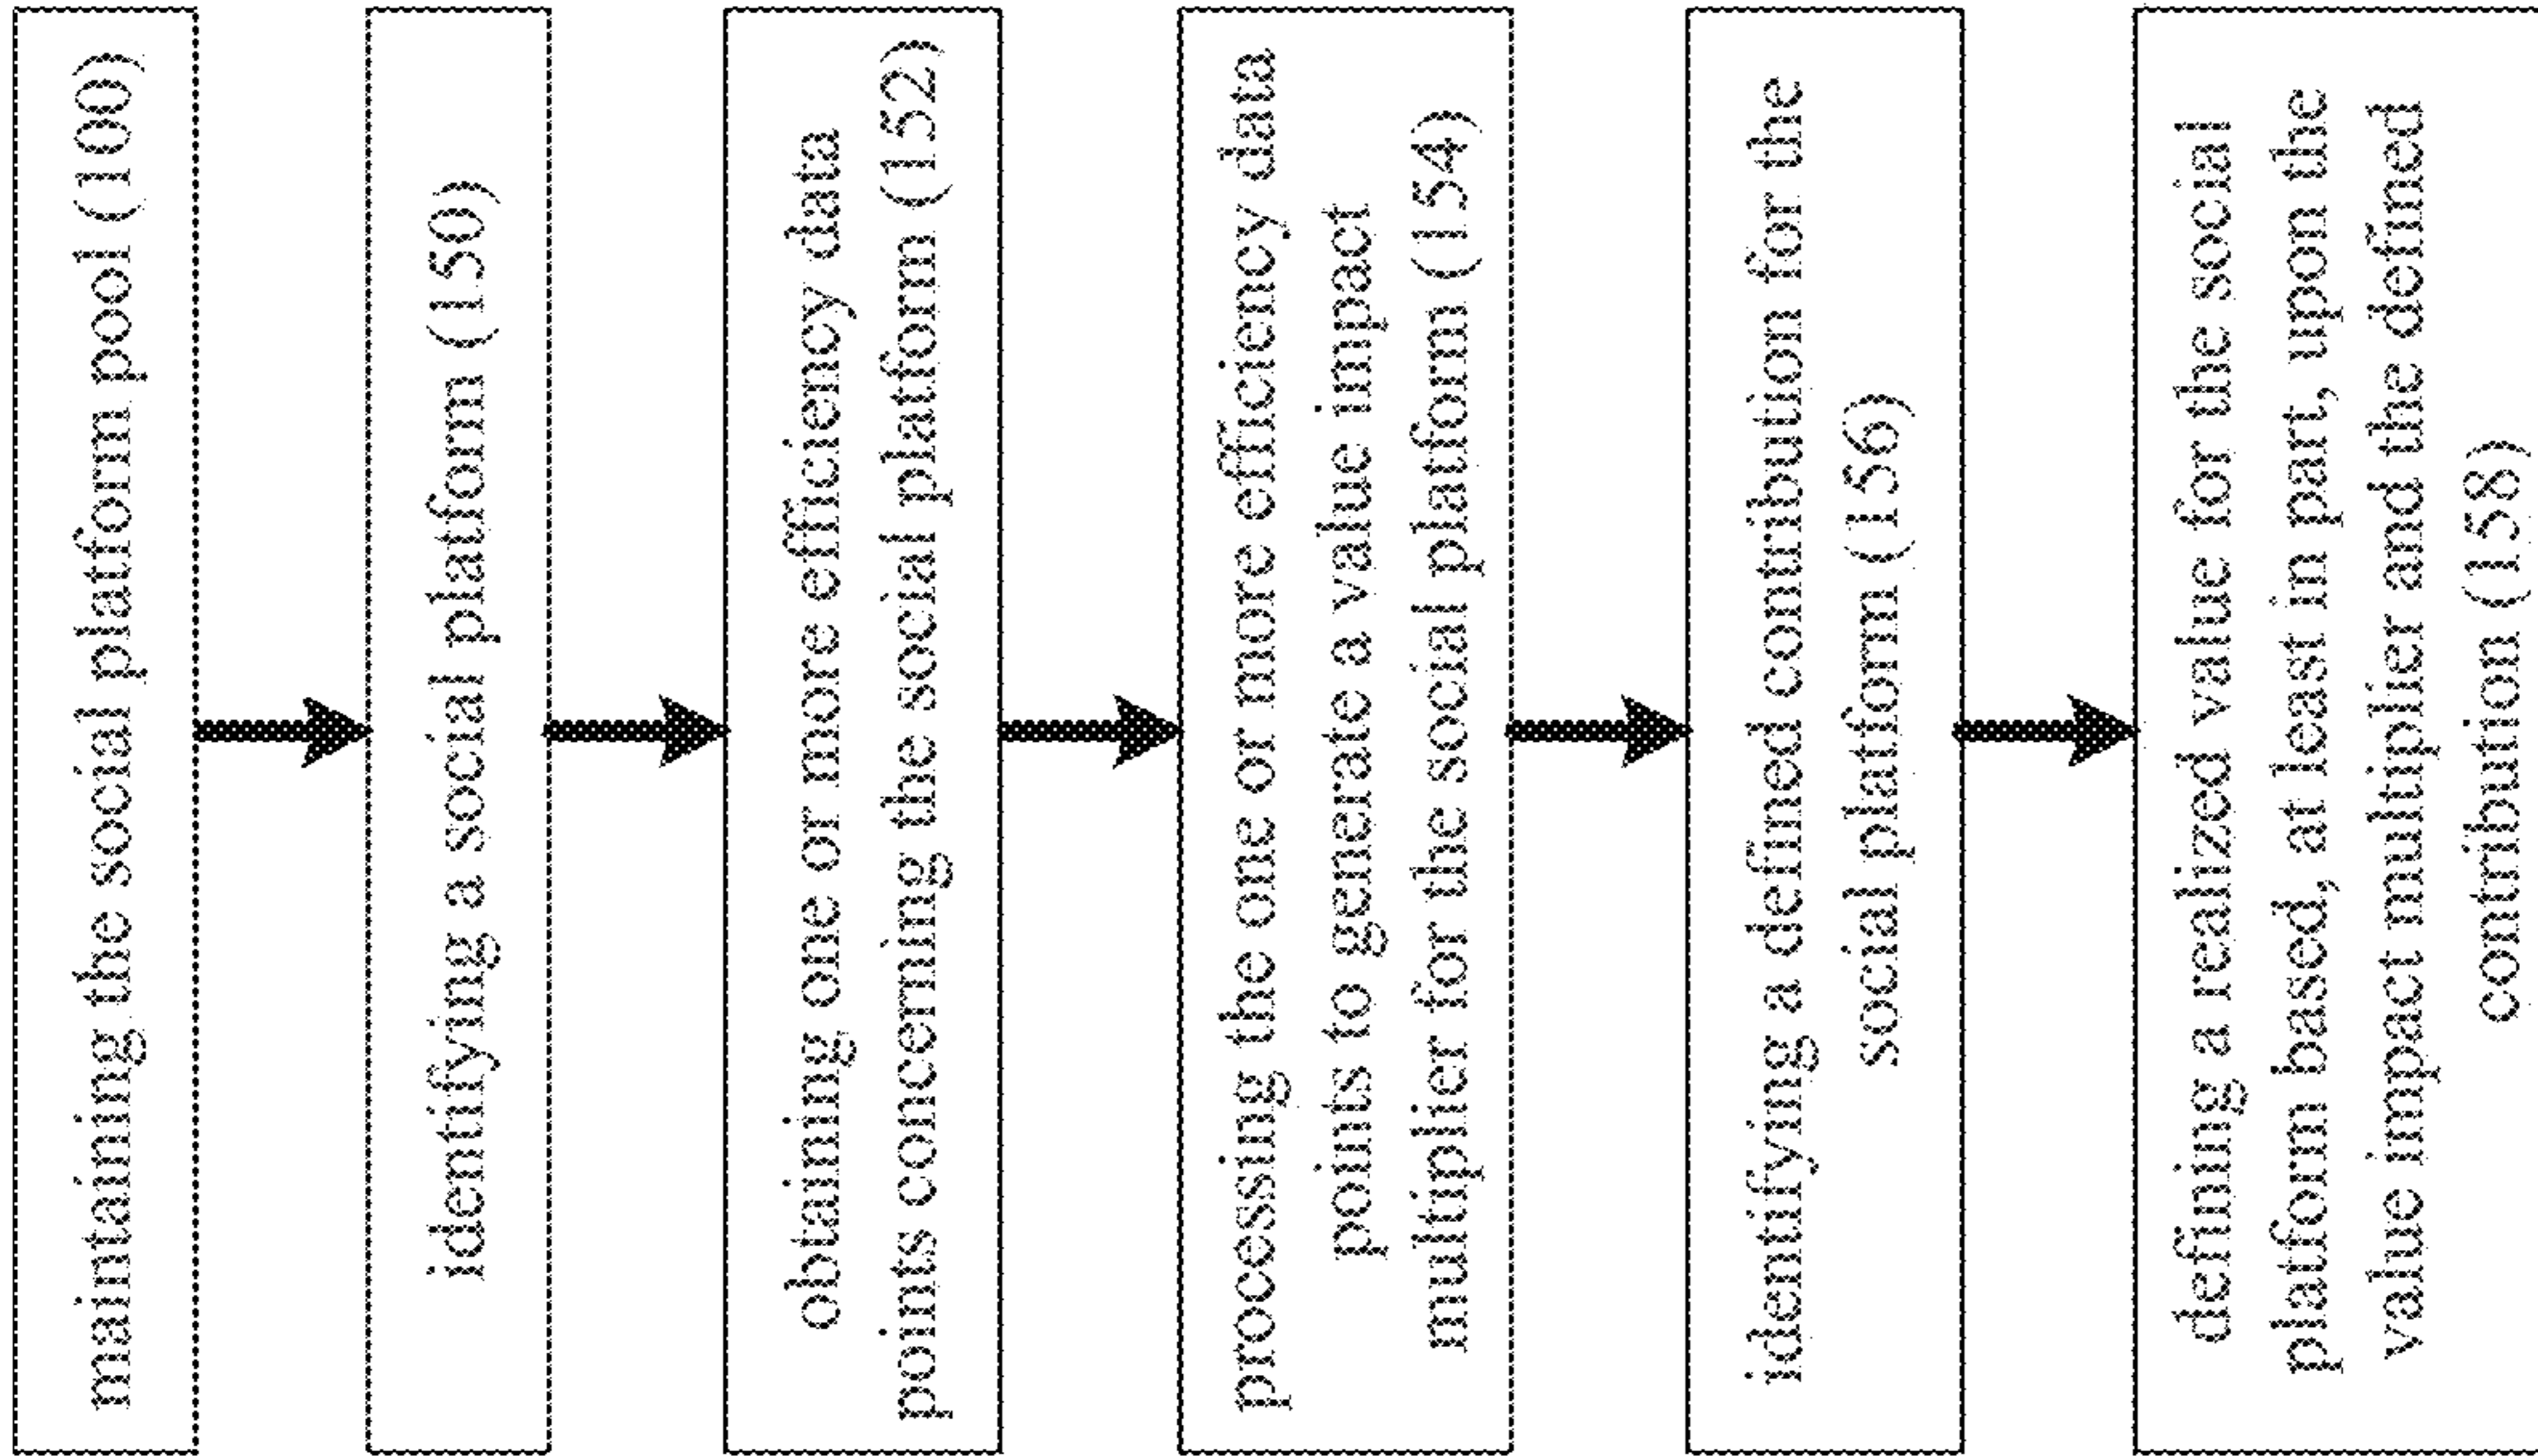 maintaining the social platform pool (100)
identifying a social platform (150)
obtaining one or more efficiency data
points concerning the social platform (152)
processing the one or more efficiency data
points to generate a value impact
multiplier for the social platform (154)
identifying a defined contribution for the
social platform (156)
defining a realized value for the social
platform based, at least in part, upon the
value impact multiplier and the defined
contribution (158)